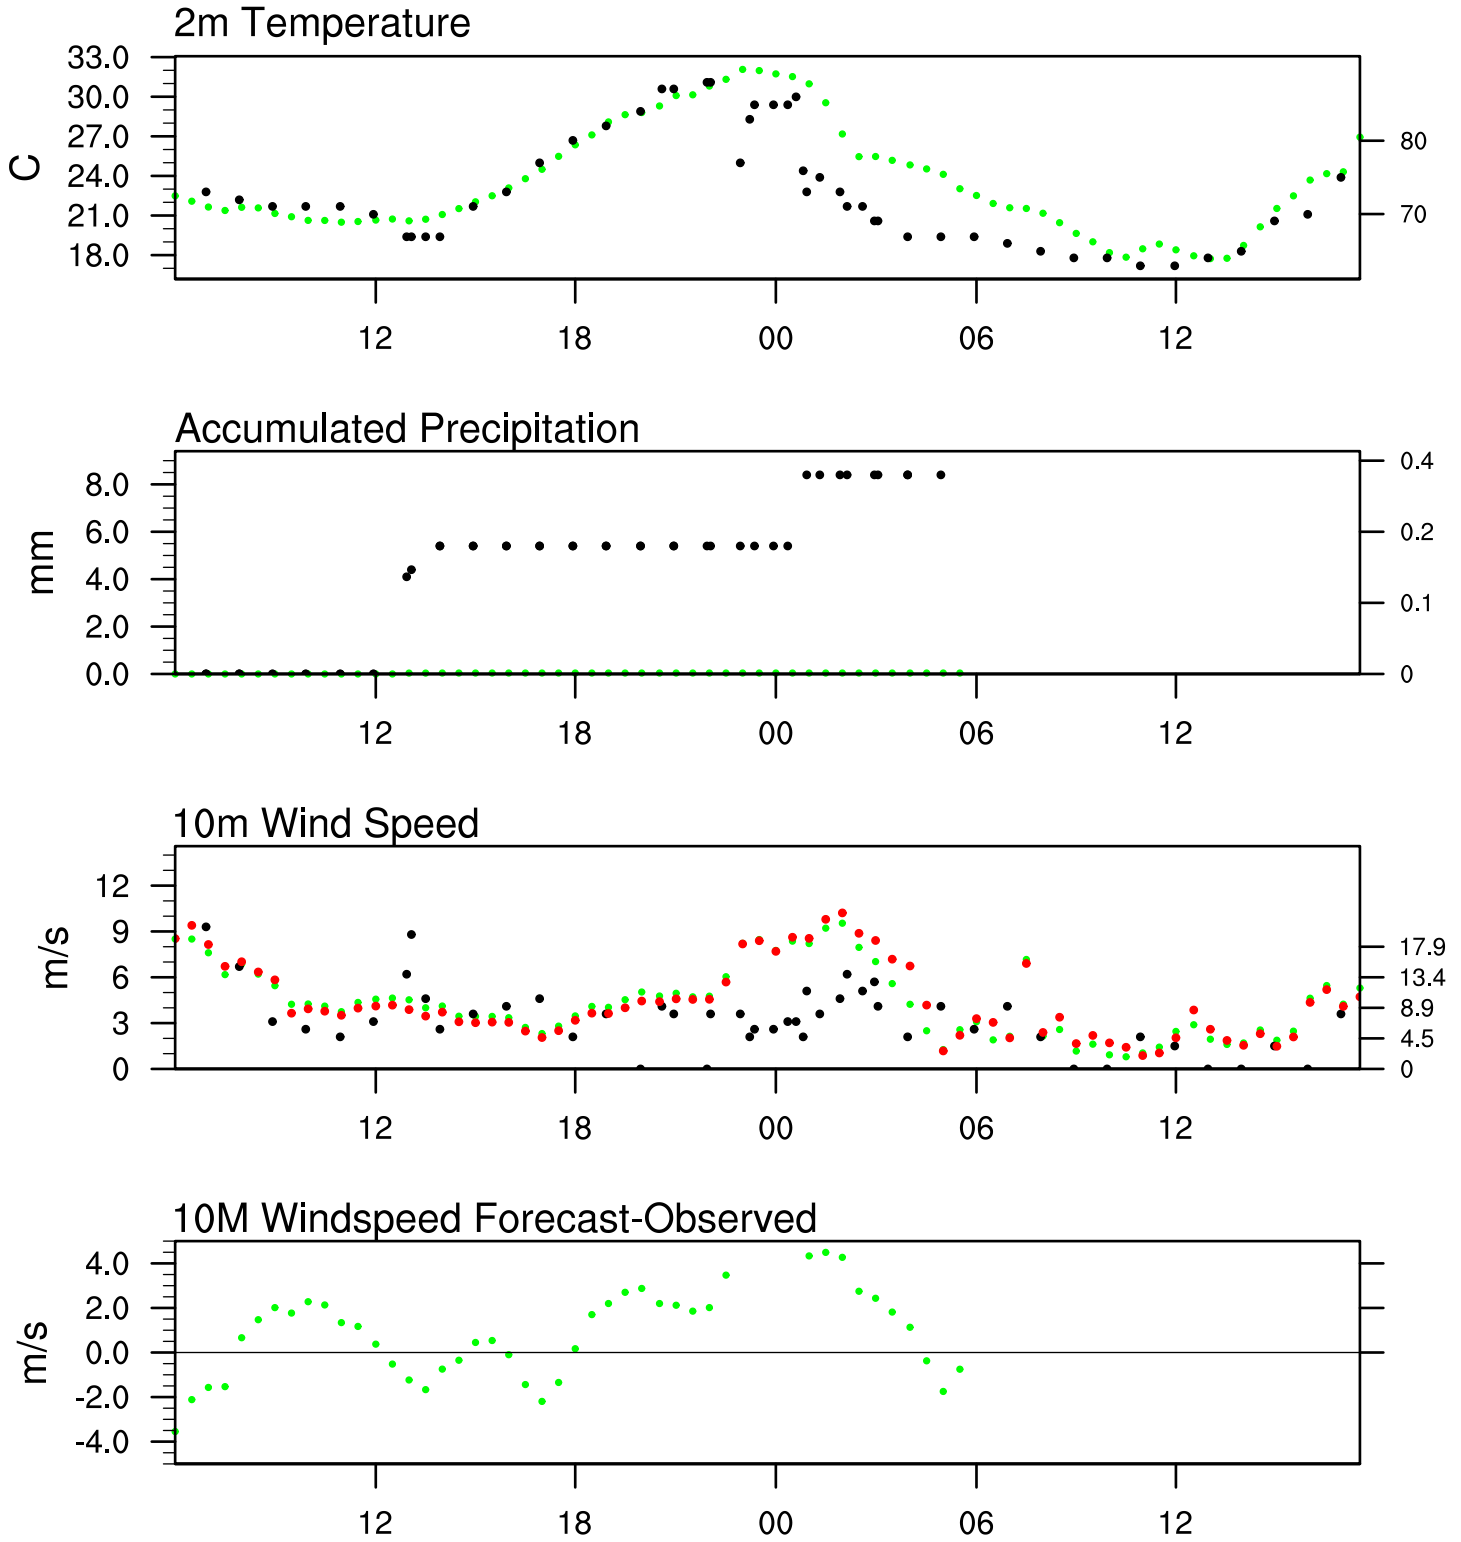 2m Temperature
33.0
30.0
27.0
24.0
21.0
18.0
C
80
70
12 18 00 06 12
Accumulated Precipitation
8.0
6.0
4.0
2.0
0.0
mm
0.4
0.2
0.1
0
12 18 00 06 12
10m Wind Speed
12
9
6
3
0
m/s
17.9
13.4
8.9
4.5
0
12 18 00 06 12
10M Windspeed Forecast-Observed
4.0
2.0
0.0
-2.0
-4.0
m/s
12 18 00 06 12